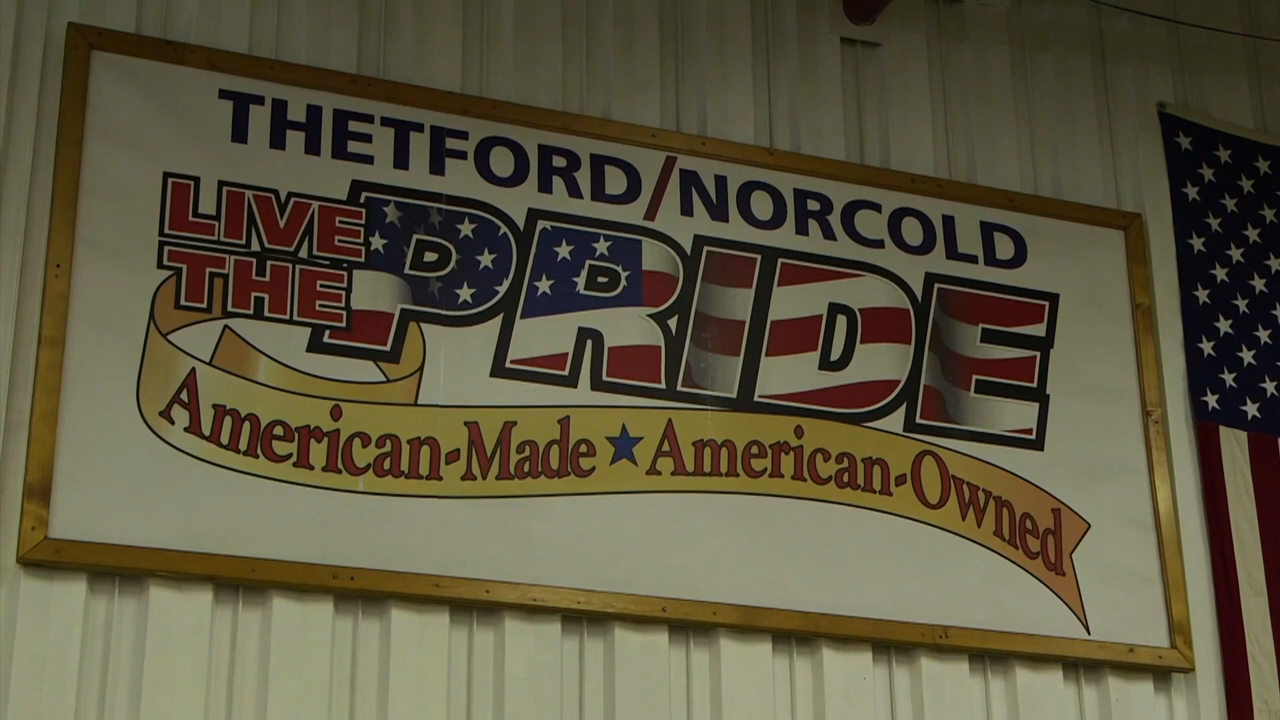 THETFORD/NORCOLD
LIVE
THE
PRIDE
American-Made★American-Owned